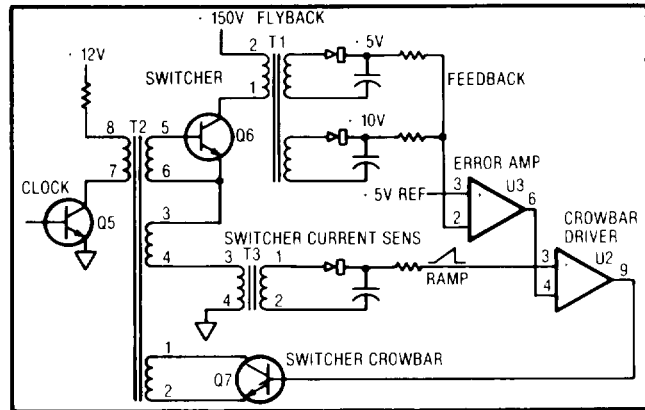 . 150V FLYBACK
. 12V
2
T1
. 5V
SWITCHER
1
FEEDBACK
8
T2
5
Q6
. 10V
7
6
ERROR AMP
CLOCK
. 5V REF
3
U3
6
Q5
2
CROWBAR
DRIVER
3
SWITCHER CURRENT SENS
4
3
T3
1
3
U2
9
4
2
RAMP
4
1
SWITCHER CROWBAR
Q7
2